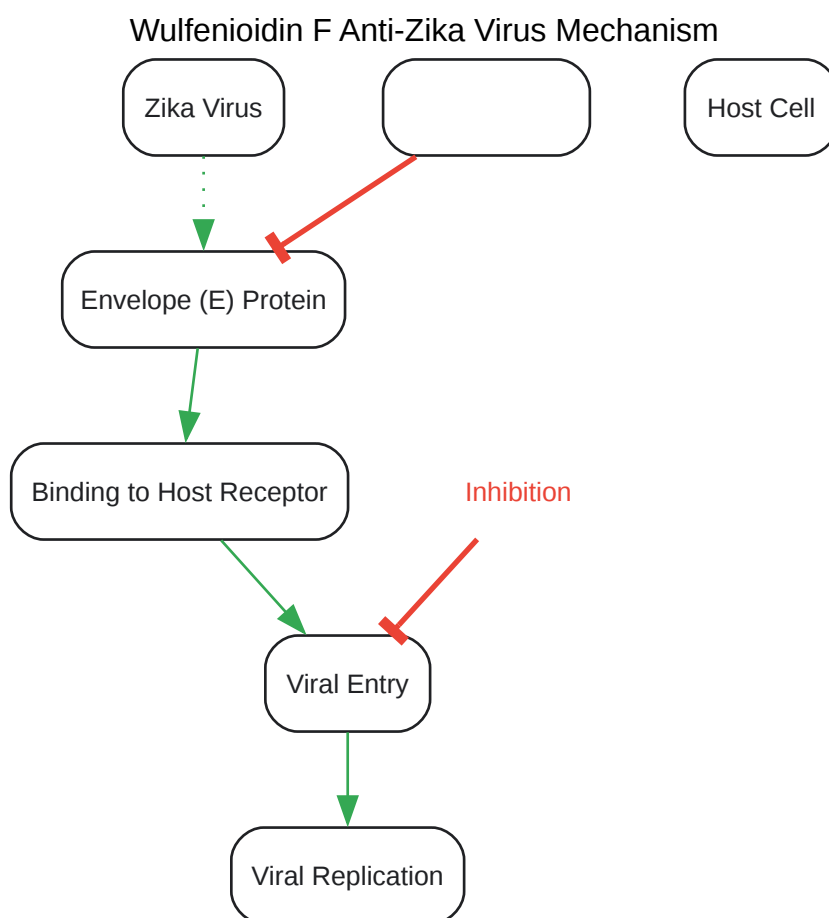 Wulfenioidin F Anti-Zika Virus Mechanism
Zika Virus
Host Cell
Envelope (E) Protein
Binding to Host Receptor
Inhibition
Viral Entry
Viral Replication